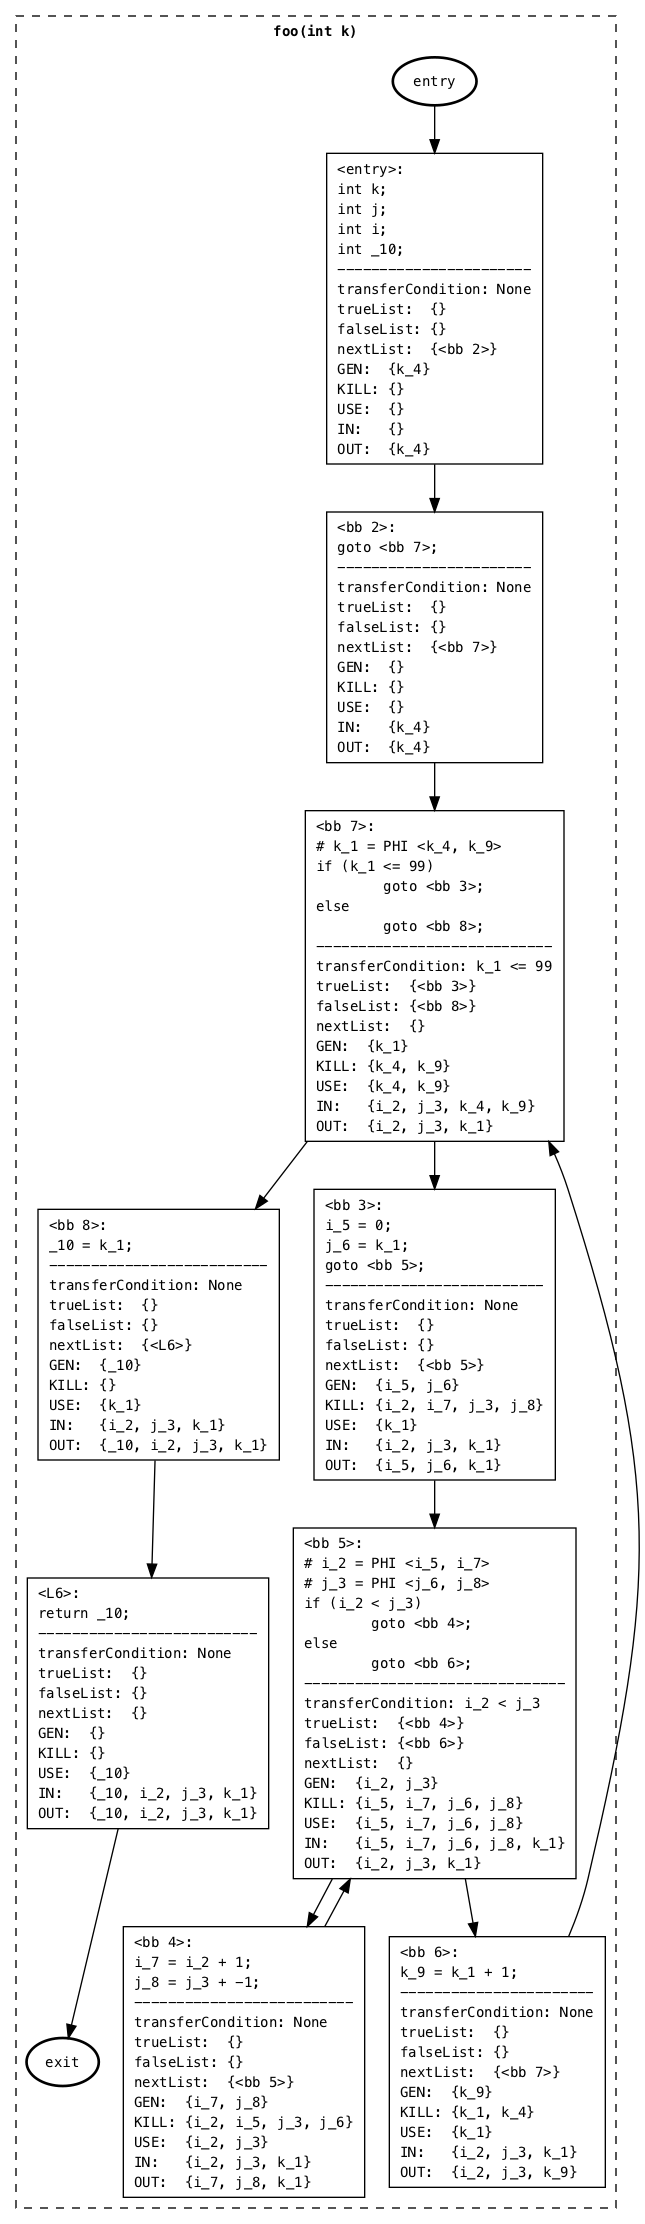 foo(int k)
entry
<entry>:
int k;
int j;
int i;
int _10;
-----------------------
transferCondition: None
trueList:  {}
falseList: {}
nextList:  {<bb 2>}
GEN:  {k_4}
KILL: {}
USE:  {}
IN:   {}
OUT:  {k_4}
<bb 2>:
goto <bb 7>;
-----------------------
transferCondition: None
trueList:  {}
falseList: {}
nextList:  {<bb 7>}
GEN:  {}
KILL: {}
USE:  {}
IN:   {k_4}
OUT:  {k_4}
<bb 7>:
# k_1 = PHI <k_4, k_9>
if (k_1 <= 99)
        goto <bb 3>;
else
        goto <bb 8>;
----------------------------
transferCondition: k_1 <= 99
trueList:  {<bb 3>}
falseList: {<bb 8>}
nextList:  {}
GEN:  {k_1}
KILL: {k_4, k_9}
USE:  {k_4, k_9}
IN:   {i_2, j_3, k_4, k_9}
OUT:  {i_2, j_3, k_1}
<bb 8>:
_10 = k_1;
--------------------------
transferCondition: None
trueList:  {}
falseList: {}
nextList:  {<L6>}
GEN:  {_10}
KILL: {}
USE:  {k_1}
IN:   {i_2, j_3, k_1}
OUT:  {_10, i_2, j_3, k_1}
<bb 3>:
i_5 = 0;
j_6 = k_1;
goto <bb 5>;
--------------------------
transferCondition: None
trueList:  {}
falseList: {}
nextList:  {<bb 5>}
GEN:  {i_5, j_6}
KILL: {i_2, i_7, j_3, j_8}
USE:  {k_1}
IN:   {i_2, j_3, k_1}
OUT:  {i_5, j_6, k_1}
<bb 5>:
# i_2 = PHI <i_5, i_7>
# j_3 = PHI <j_6, j_8>
if (i_2 < j_3)
        goto <bb 4>;
else
        goto <bb 6>;
-------------------------------
transferCondition: i_2 < j_3
trueList:  {<bb 4>}
falseList: {<bb 6>}
nextList:  {}
GEN:  {i_2, j_3}
KILL: {i_5, i_7, j_6, j_8}
USE:  {i_5, i_7, j_6, j_8}
IN:   {i_5, i_7, j_6, j_8, k_1}
OUT:  {i_2, j_3, k_1}
<L6>:
return _10;
--------------------------
transferCondition: None
trueList:  {}
falseList: {}
nextList:  {}
GEN:  {}
KILL: {}
USE:  {_10}
IN:   {_10, i_2, j_3, k_1}
OUT:  {_10, i_2, j_3, k_1}
<bb 4>:
i_7 = i_2 + 1;
j_8 = j_3 + -1;
--------------------------
transferCondition: None
trueList:  {}
falseList: {}
nextList:  {<bb 5>}
GEN:  {i_7, j_8}
KILL: {i_2, i_5, j_3, j_6}
USE:  {i_2, j_3}
IN:   {i_2, j_3, k_1}
OUT:  {i_7, j_8, k_1}
<bb 6>:
k_9 = k_1 + 1;
-----------------------
transferCondition: None
trueList:  {}
falseList: {}
nextList:  {<bb 7>}
GEN:  {k_9}
KILL: {k_1, k_4}
USE:  {k_1}
IN:   {i_2, j_3, k_1}
OUT:  {i_2, j_3, k_9}
exit